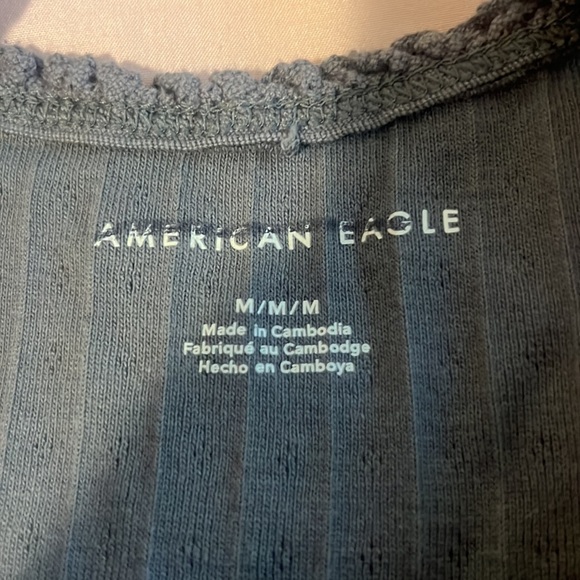 AMERICAN EAGLE
M/M/M
Made in Cambodia
Fabriqué au Cambodge
Hecho en Camboya